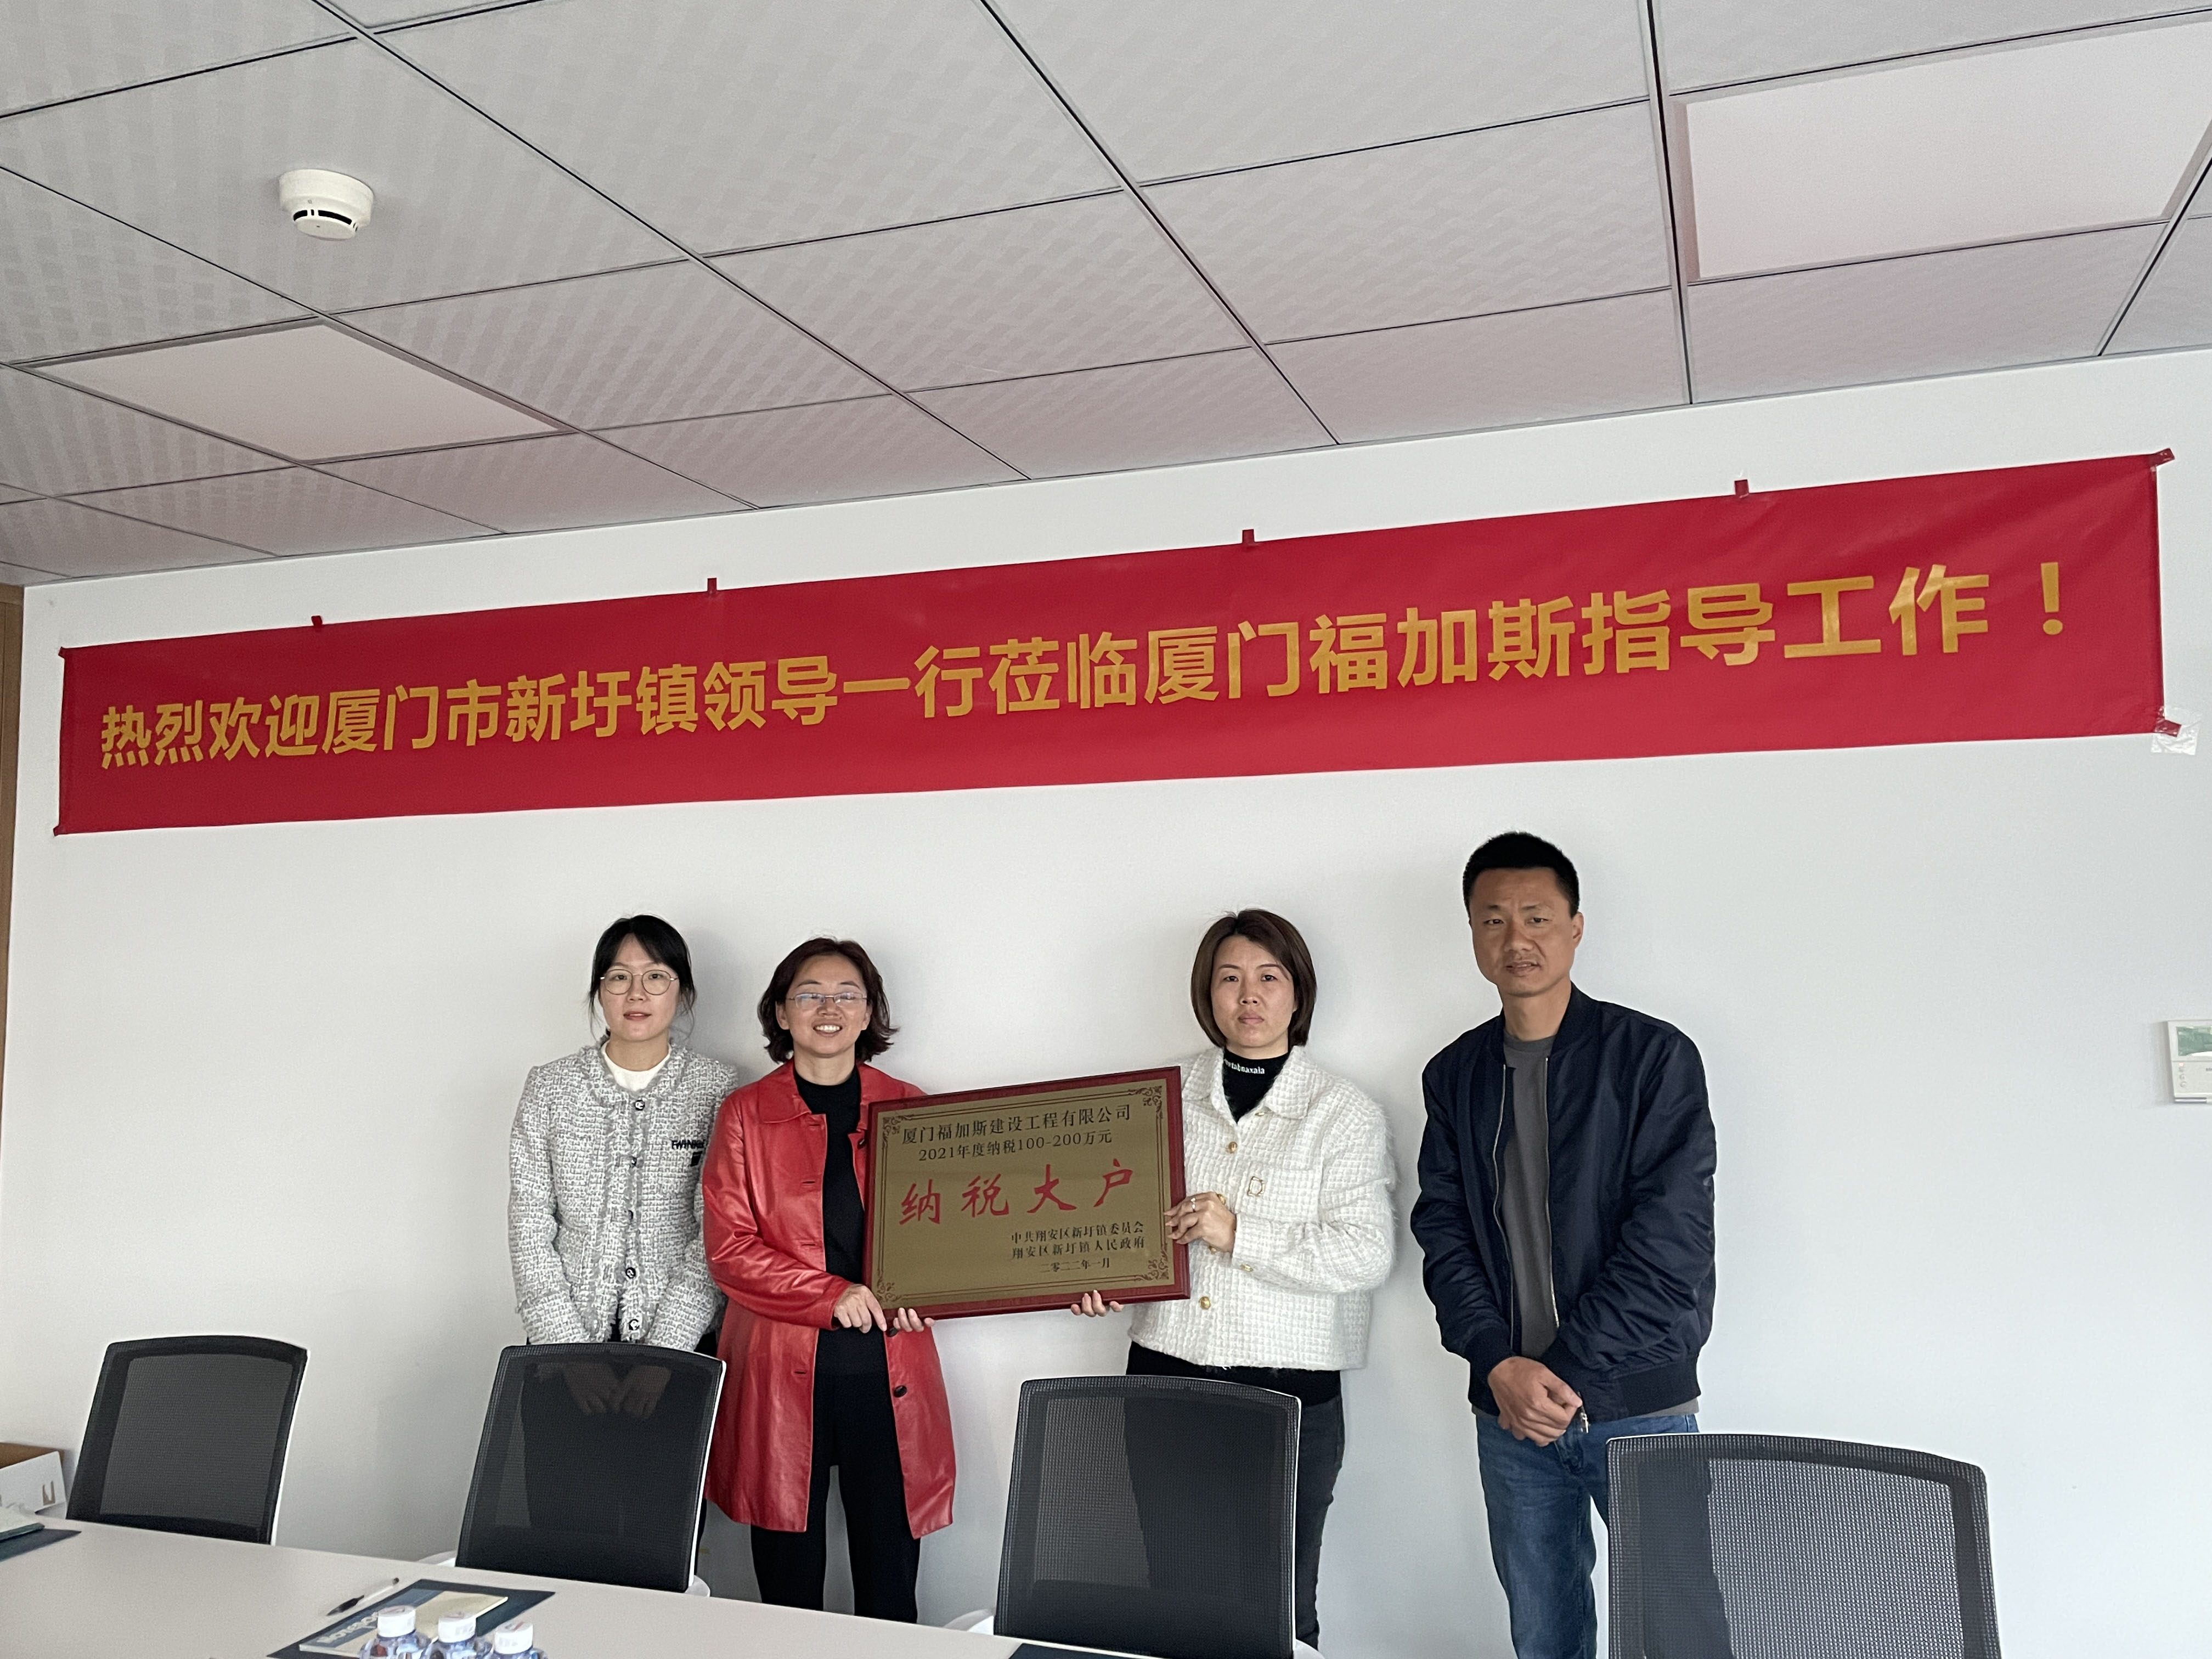 热烈欢迎厦门市新圩镇领导一行莅临厦门福加斯指导工作！
厦门福加斯建设工程有限公司
2021年度纳税100-200万元
纳税大户
中共翔安区新圩镇委员会
翔安区新圩镇人民政府
二零二二年一月